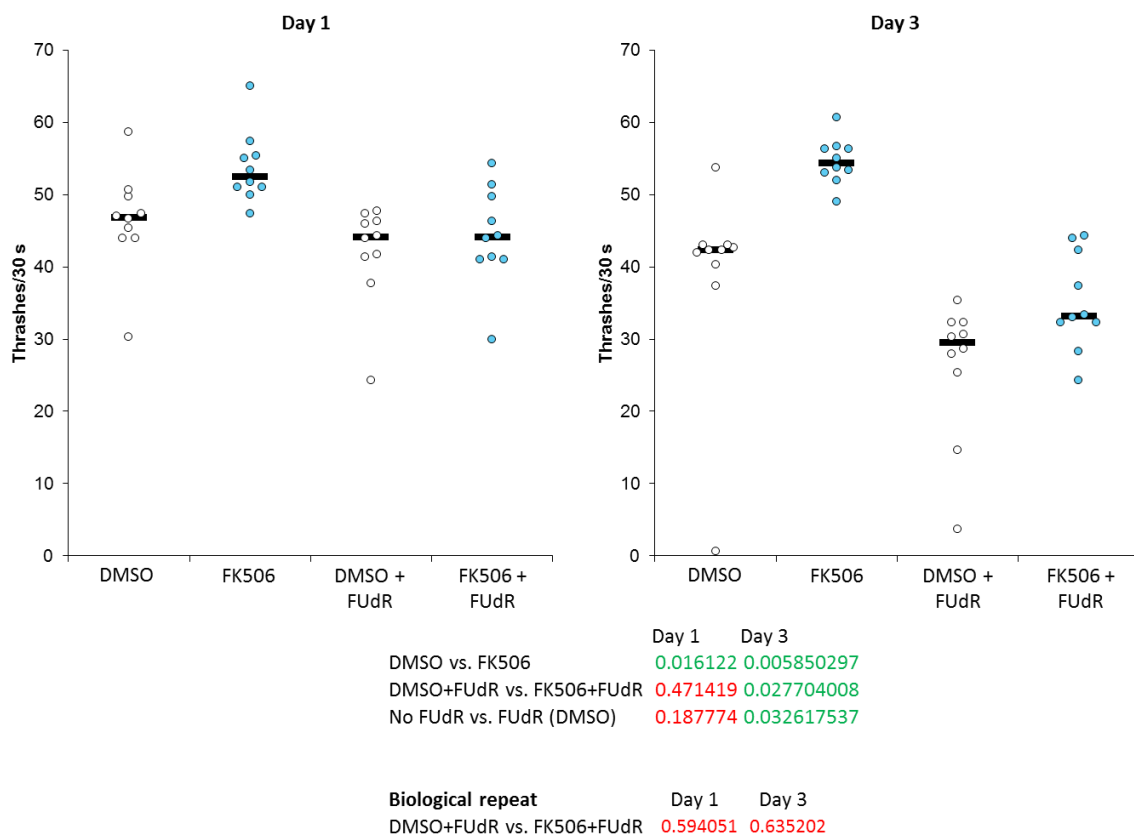 Day 1
Thrashes/30 s
70
60
50
40
30
20
10
0
DMSO FK506 DMSO + FUdR FK506 + FUdR
Day 3
Thrashes/30 s
70
60
50
40
30
20
10
0
DMSO FK506 DMSO + FUdR FK506 + FUdR
Day 1 Day 3
DMSO vs. FK506 0.016122 0.005850297
DMSO+FUdR vs. FK506+FUdR 0.471419 0.027704008
No FUdR vs. FUdR (DMSO) 0.187774 0.032617537
Biological repeat Day 1 Day 3
DMSO+FUdR vs. FK506+FUdR 0.594051 0.635202